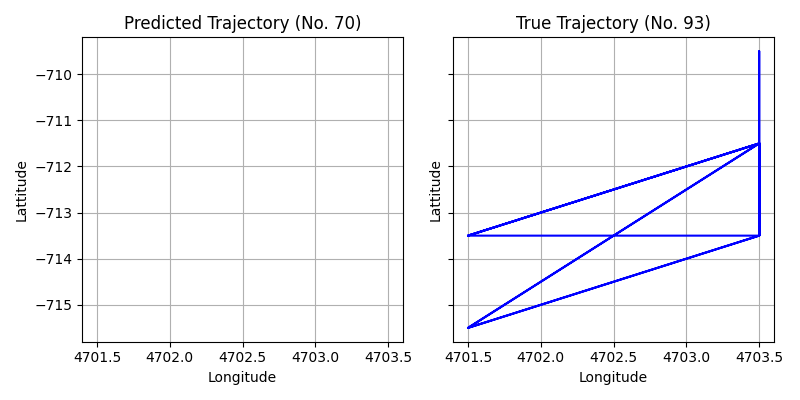 Predicted Trajectory (No. 70)
True Trajectory (No. 93)
Lattitude
−710
−711
−712
−713
−714
−715
4701.5 4702.0 4702.5 4703.0 4703.5
Longitude
Lattitude
4701.5 4702.0 4702.5 4703.0 4703.5
Longitude